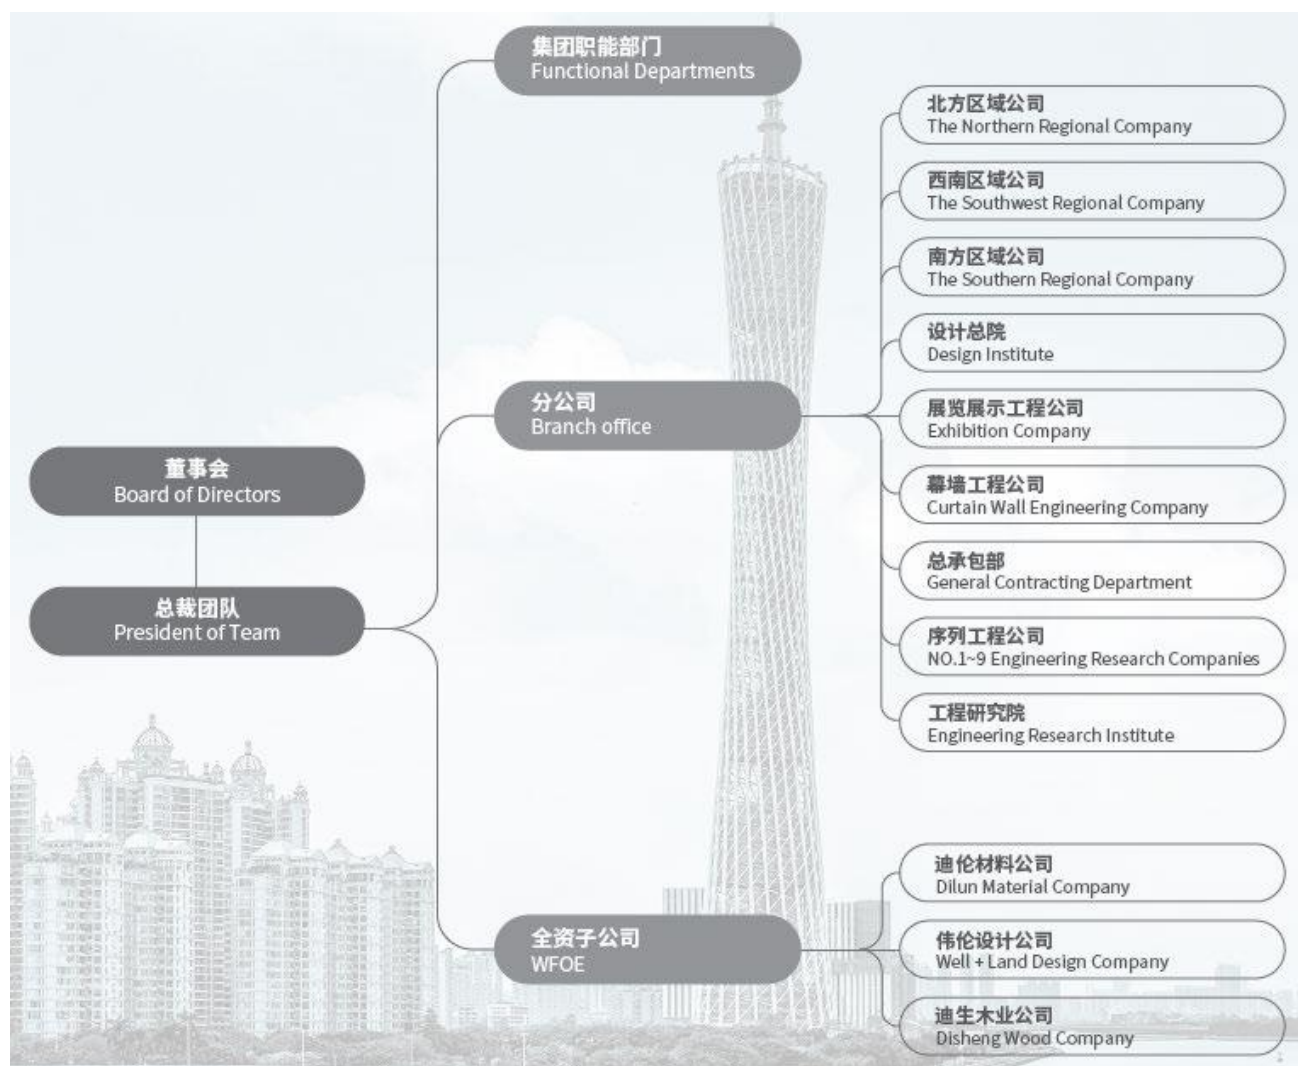 集团职能部门
Functional Departments
北方区域公司
The Northern Regional Company
西南区域公司
The Southwest Regional Company
南方区域公司
The Southern Regional Company
设计总院
Design Institute
分公司
Branch office
展览展示工程公司
Exhibition Company
董事会
Board of Directors
幕墙工程公司
Curtain Wall Engineering Company
总承包部
General Contracting Department
总裁团队
President of Team
序列工程公司
NO.1~9 Engineering Research Companies
工程研究院
Engineering Research Institute
迪伦材料公司
Dilun Material Company
全资子公司
WFOE
伟伦设计公司
Well + Land Design Company
迪生木业公司
Disheng Wood Company